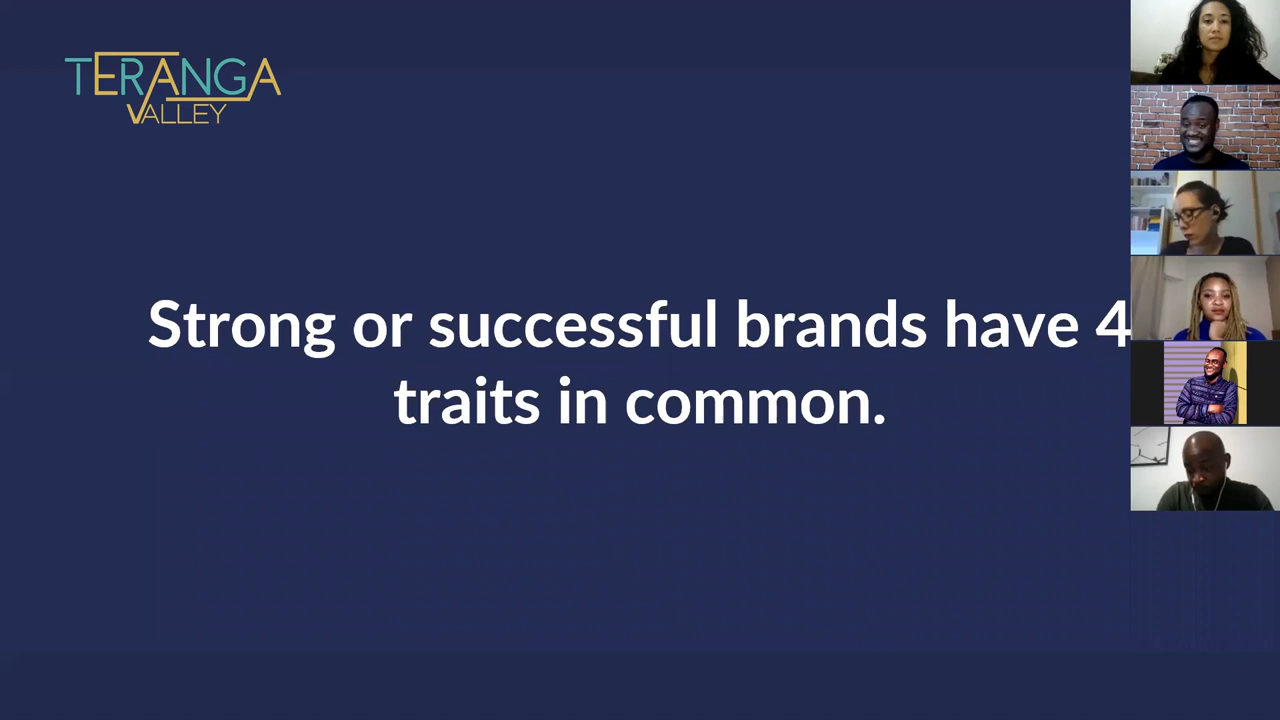 TERANGA
VALLEY
Strong or successful brands have 4
traits in common.